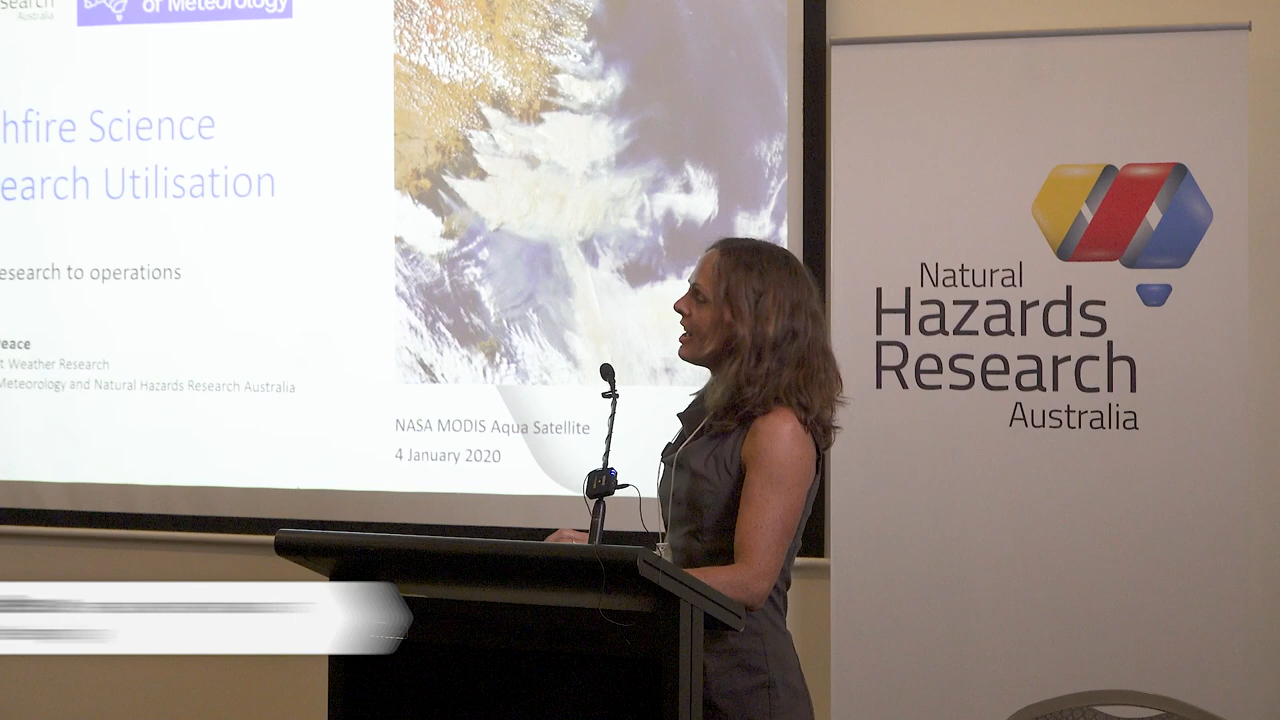 search
Australia
of Meteorology
hfire Science
earch Utilisation
esearch to operations
eace
t Weather Research
Meteorology and Natural Hazards Research Australia
NASA MODIS Aqua Satellite
4 January 2020
Natural
Hazards
Research
Australia